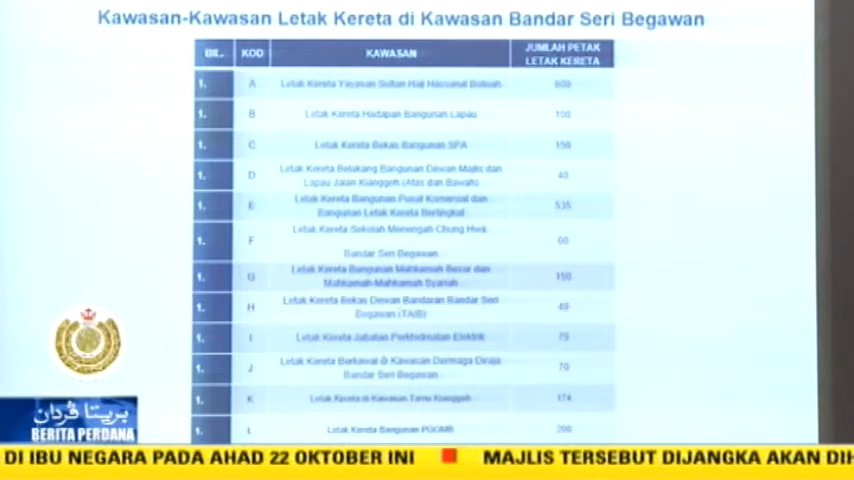 Kawasan-Kawasan Letak Kereta di Kawasan Bandar Seri Begawan
BIL. KOD KAWASAN JUMLAH PETAK
LETAK KERETA
1. A Letak Kereta Yayasan Sultan Haji Hassanal Bolkiah 600
1. B Letak Kereta Hadapan Bangunan Lapau 100
1. C Letak Kereta Bekas Bangunan SPA 150
1. D Letak Kereta Belakang Bangunan Dewan Majlis dan
Lapau Jalan Kianggeh (Atas dan Bawah) 40
1. E Letak Kereta Bangunan Pusat Komersial dan
Bangunan Letak Kereta Bertingkat 535
1. F Letak Kereta Sekolah Menengah Chung Hwa
Bandar Seri Begawan 60
1. G Letak Kereta Bangunan Mahkamah Besar dan
Mahkamah-Mahkamah Syariah 150
1. H Letak Kereta Bekas Dewan Bandaran Bandar Seri
Begawan (TAIB) 49
1. I Letak Kereta Jabatan Perkhidmatan Elektrik 79
1. J Letak Kereta Berkawal di Kawasan Dermaga Diraja
Bandar Seri Begawan 70
1. K Letak Kereta di Kawasan Tamu Kianggeh 174
1. L Letak Kereta Bangunan PGGMB 200
بريتا ڤردان
BERITA PERDANA
DI IBU NEGARA PADA AHAD 22 OKTOBER INI MAJLIS TERSEBUT DIJANGKA AKAN DIH